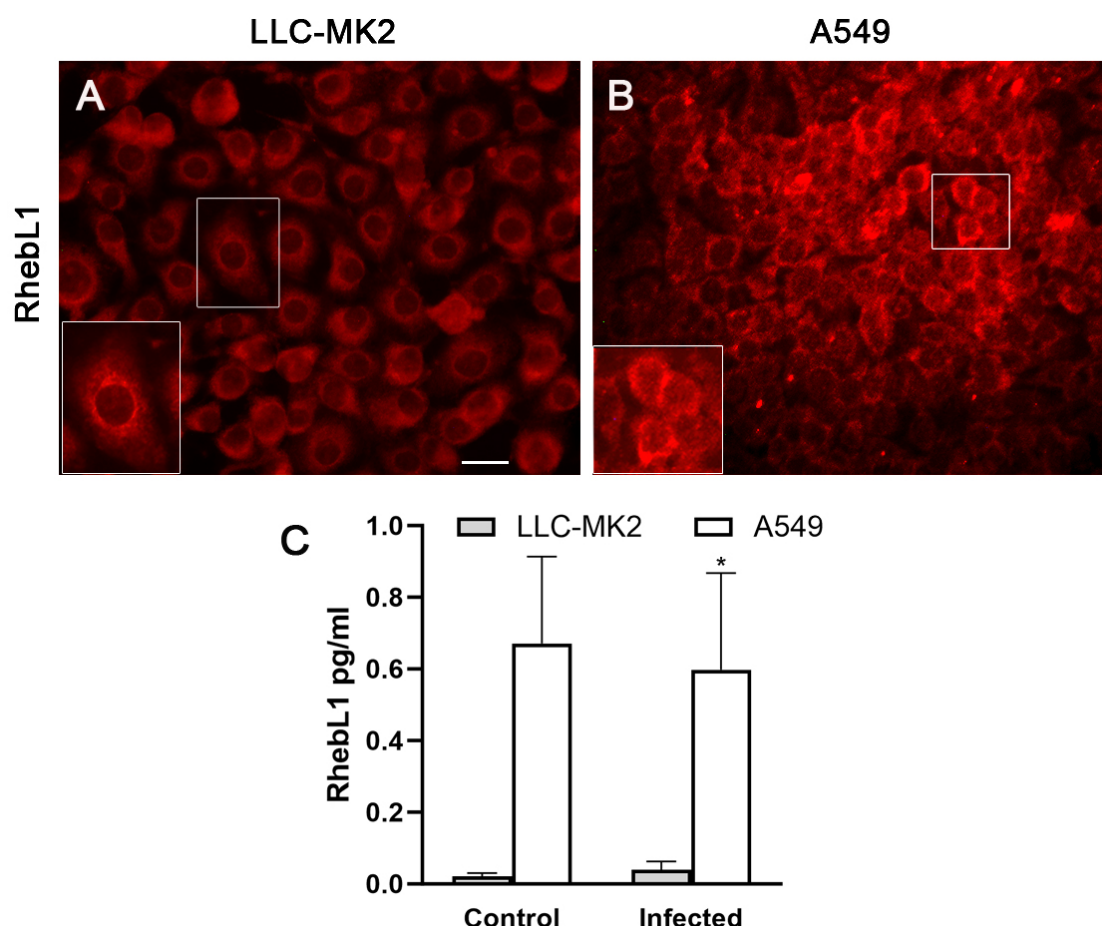 LLC-MK2 A549
RhebL1
A B
C
LLC-MK2 A549
RhebL1 pg/ml
1.0
0.8
0.6
0.4
0.2
0.0
*
Control Infected